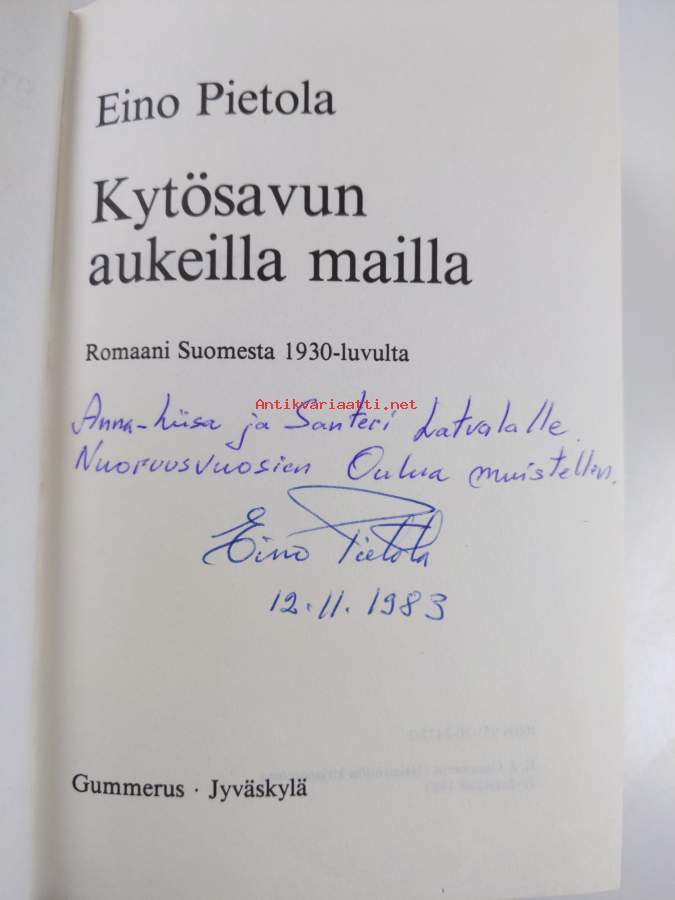 Eino Pietola
Kytösavun
aukeilla mailla
Romaani Suomesta 1930-luvulta
Antikvariaatti.net
Anna-Liisa ja Santeri Latvalalle.
Nuoruusvuosien Oulua muistellen.
Eino Pietola
12.11.1983
Gummerus · Jyväskylä